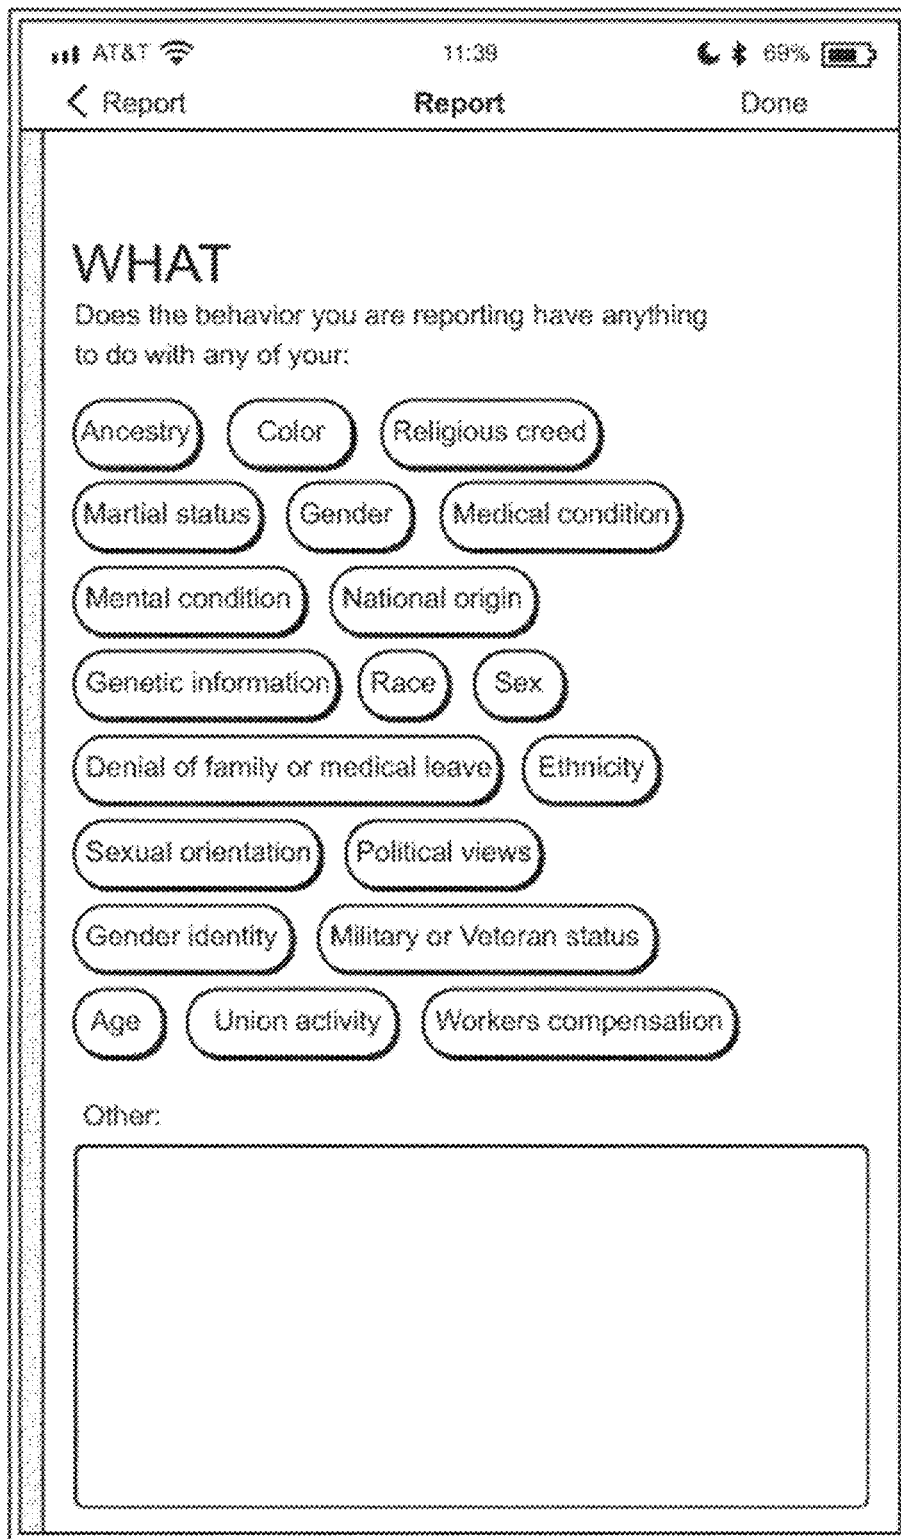 AT&T 11:39 69%
Report Report Done
WHAT
Does the behavior you are reporting have anything
to do with any of your:
Ancestry Color Religious creed
Martial status Gender Medical condition
Mental condition National origin
Genetic information Race Sex
Denial of family or medical leave Ethnicity
Sexual orientation Political views
Gender identity Military or Veteran status
Age Union activity Workers compensation
Other: